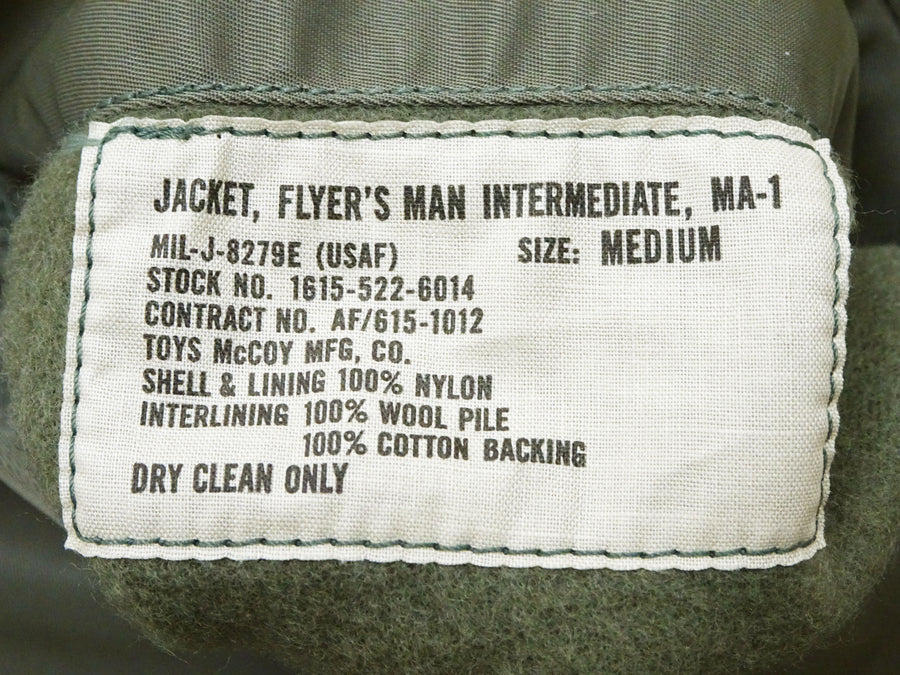 JACKET, FLYER'S MAN INTERMEDIATE, MA-1
MIL-J-8279E (USAF) SIZE: MEDIUM
STOCK NO. 1615-522-6014
CONTRACT NO. AF/615-1012
TOYS McCOY MFG, CO.
SHELL & LINING 100% NYLON
INTERLINING 100% WOOL PILE
100% COTTON BACKING
DRY CLEAN ONLY